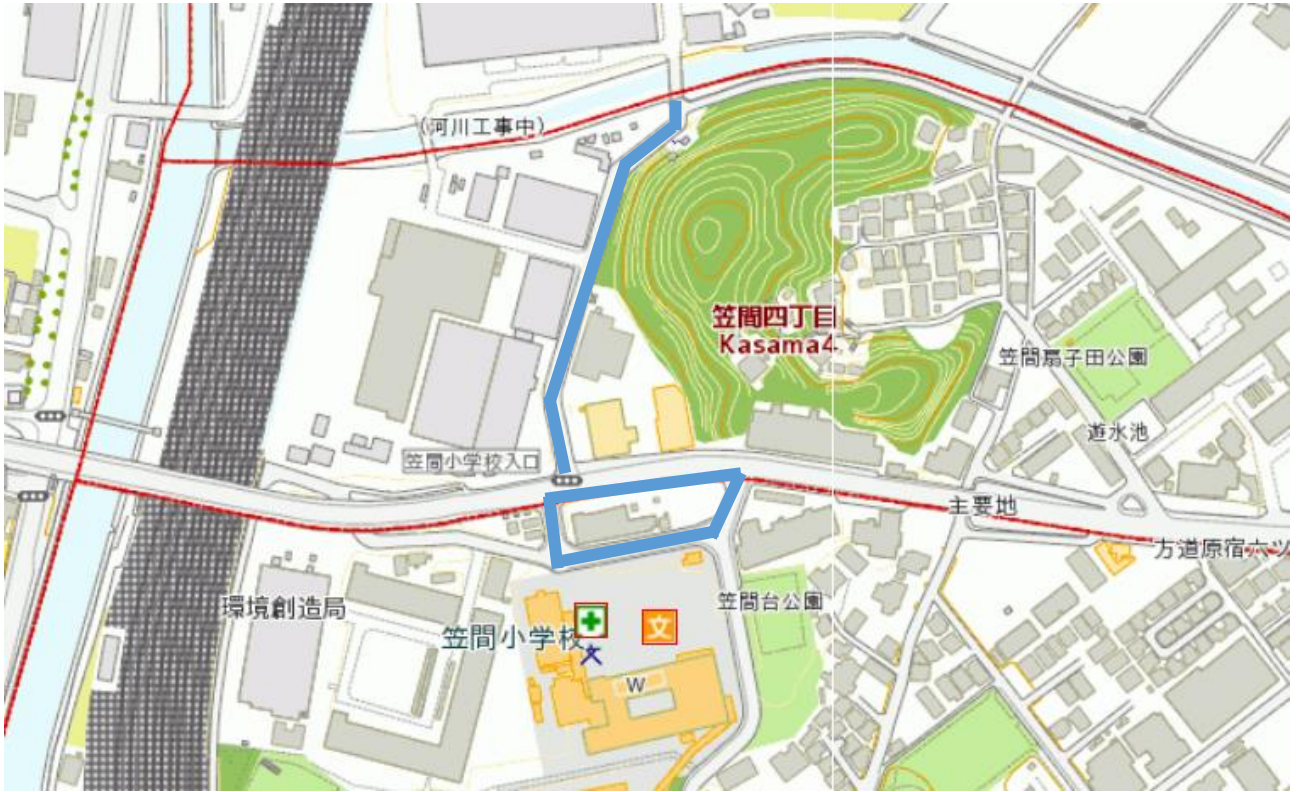 (河川工事中)
笠間四丁目
Kasama4
笠間扇子田公園
遊水池
笠間小学校入口
主要地
方道原宿六ツ
環境創造局
笠間台公園
笠間小学校
文
W